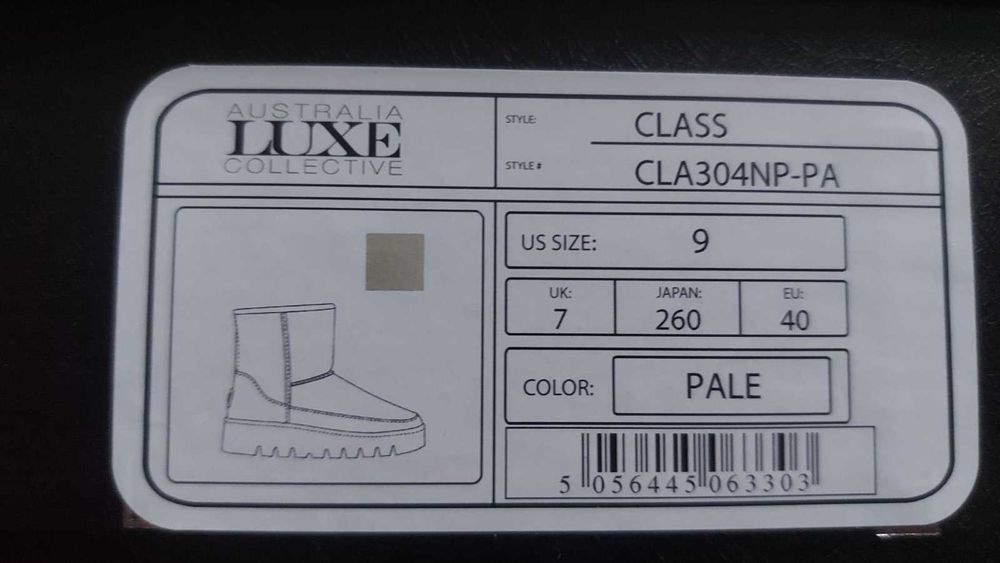 AUSTRALIA
LUXE
COLLECTIVE
STYLE: CLASS
STYLE # CLA304NP-PA
US SIZE: 9
UK: JAPAN: EU:
7 260 40
COLOR: PALE
5 056445 063303